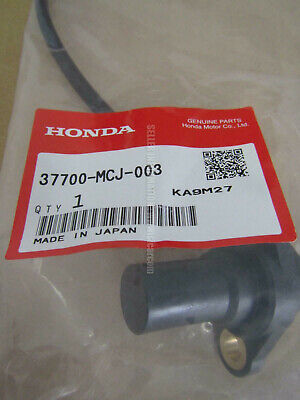 HONDA
GENUINE PARTS
Honda Motor Co., Ltd.
37700-MCJ-003
KA9M27
QTY 1
MADE IN JAPAN